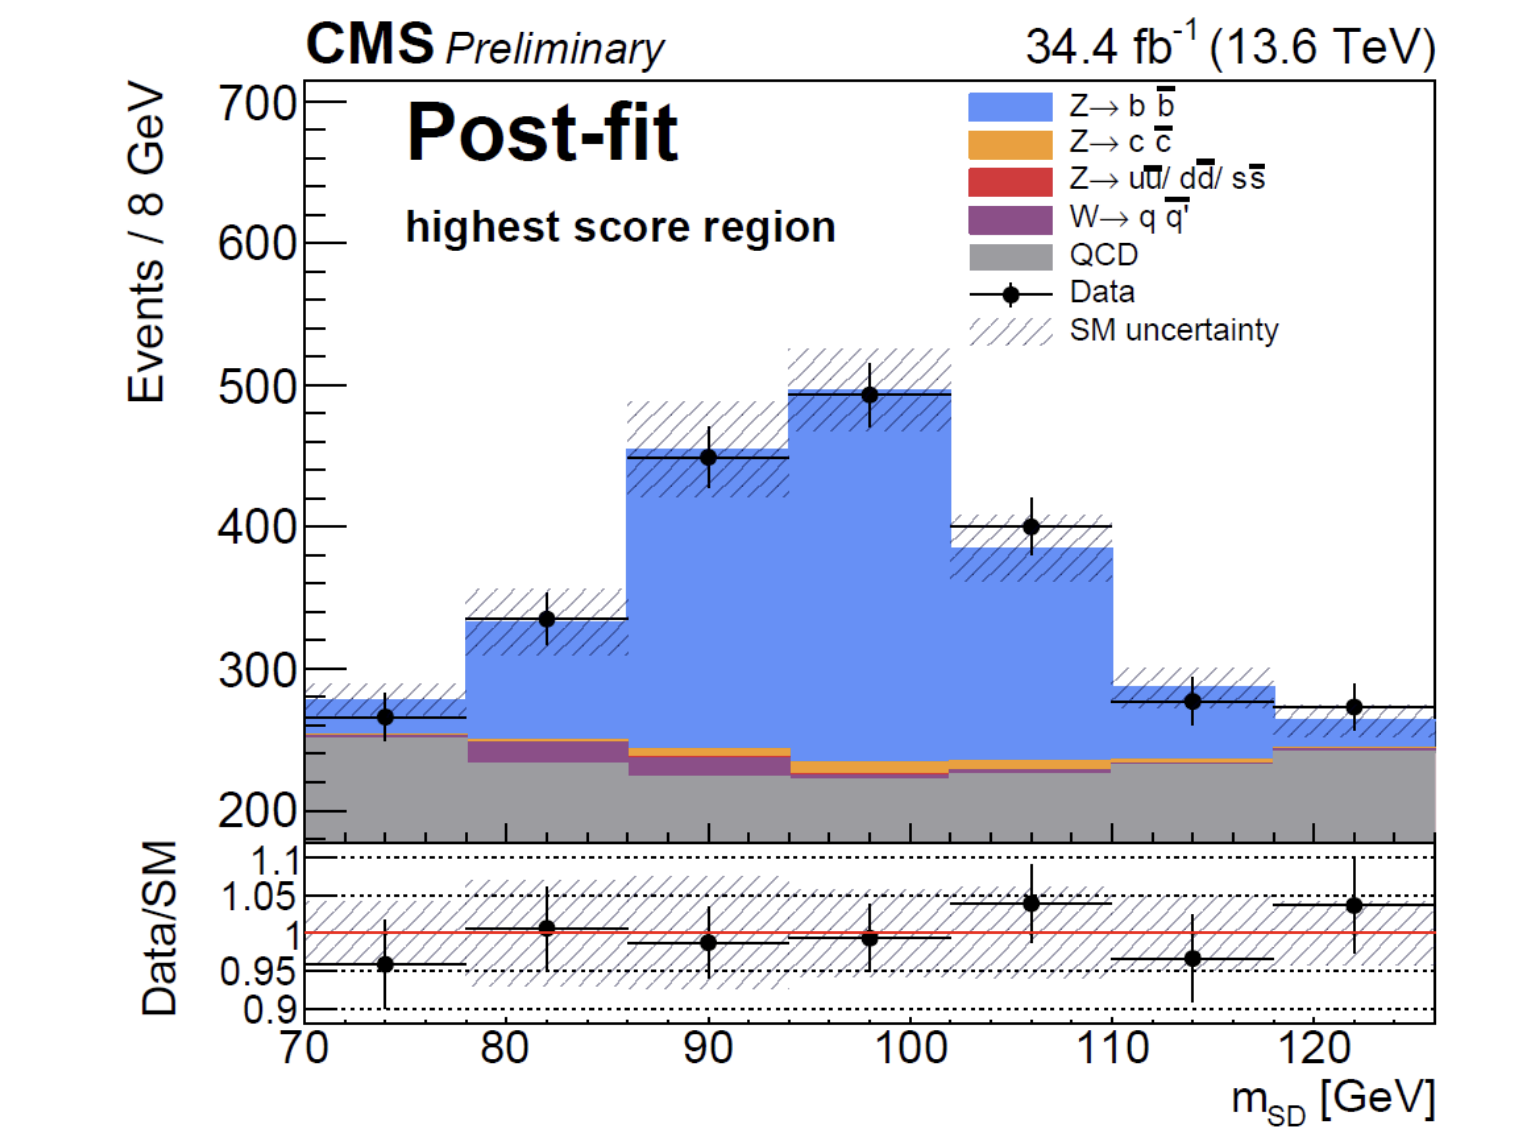 CMS Preliminary 34.4 fb⁻¹ (13.6 TeV)
Post-fit
highest score region
Z→ b b̅
Z→ c c̅
Z→ uu̅/ dd̅/ ss̅
W→ q q̅'
QCD
Data
SM uncertainty
Events / 8 GeV
700
600
500
400
300
200
Data/SM
1.1
1.05
1
0.95
0.9
70 80 90 100 110 120
m_SD [GeV]